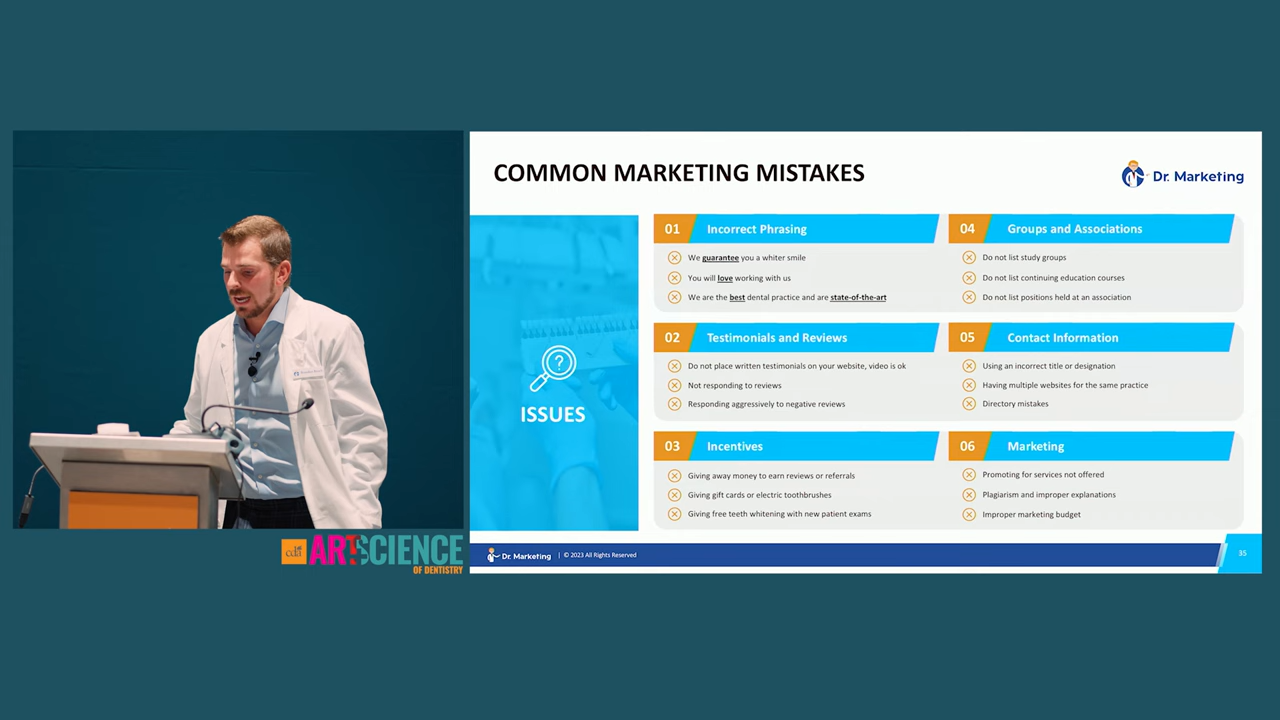 COMMON MARKETING MISTAKES
Dr. Marketing
01 Incorrect Phrasing
We guarantee you a whiter smile
You will love working with us
We are the best dental practice and are state-of-the-art
02 Testimonials and Reviews
Do not place written testimonials on your website, video is ok
Not responding to reviews
Responding aggressively to negative reviews
03 Incentives
Giving away money to earn reviews or referrals
Giving gift cards or electric toothbrushes
Giving free teeth whitening with new patient exams
04 Groups and Associations
Do not list study groups
Do not list continuing education courses
Do not list positions held at an association
05 Contact Information
Using an incorrect title or designation
Having multiple websites for the same practice
Directory mistakes
06 Marketing
Promoting for services not offered
Plagiarism and improper explanations
Improper marketing budget
?
ISSUES
cda ART SCIENCE
OF DENTISTRY
Dr. Marketing | © 2023 All Rights Reserved
35